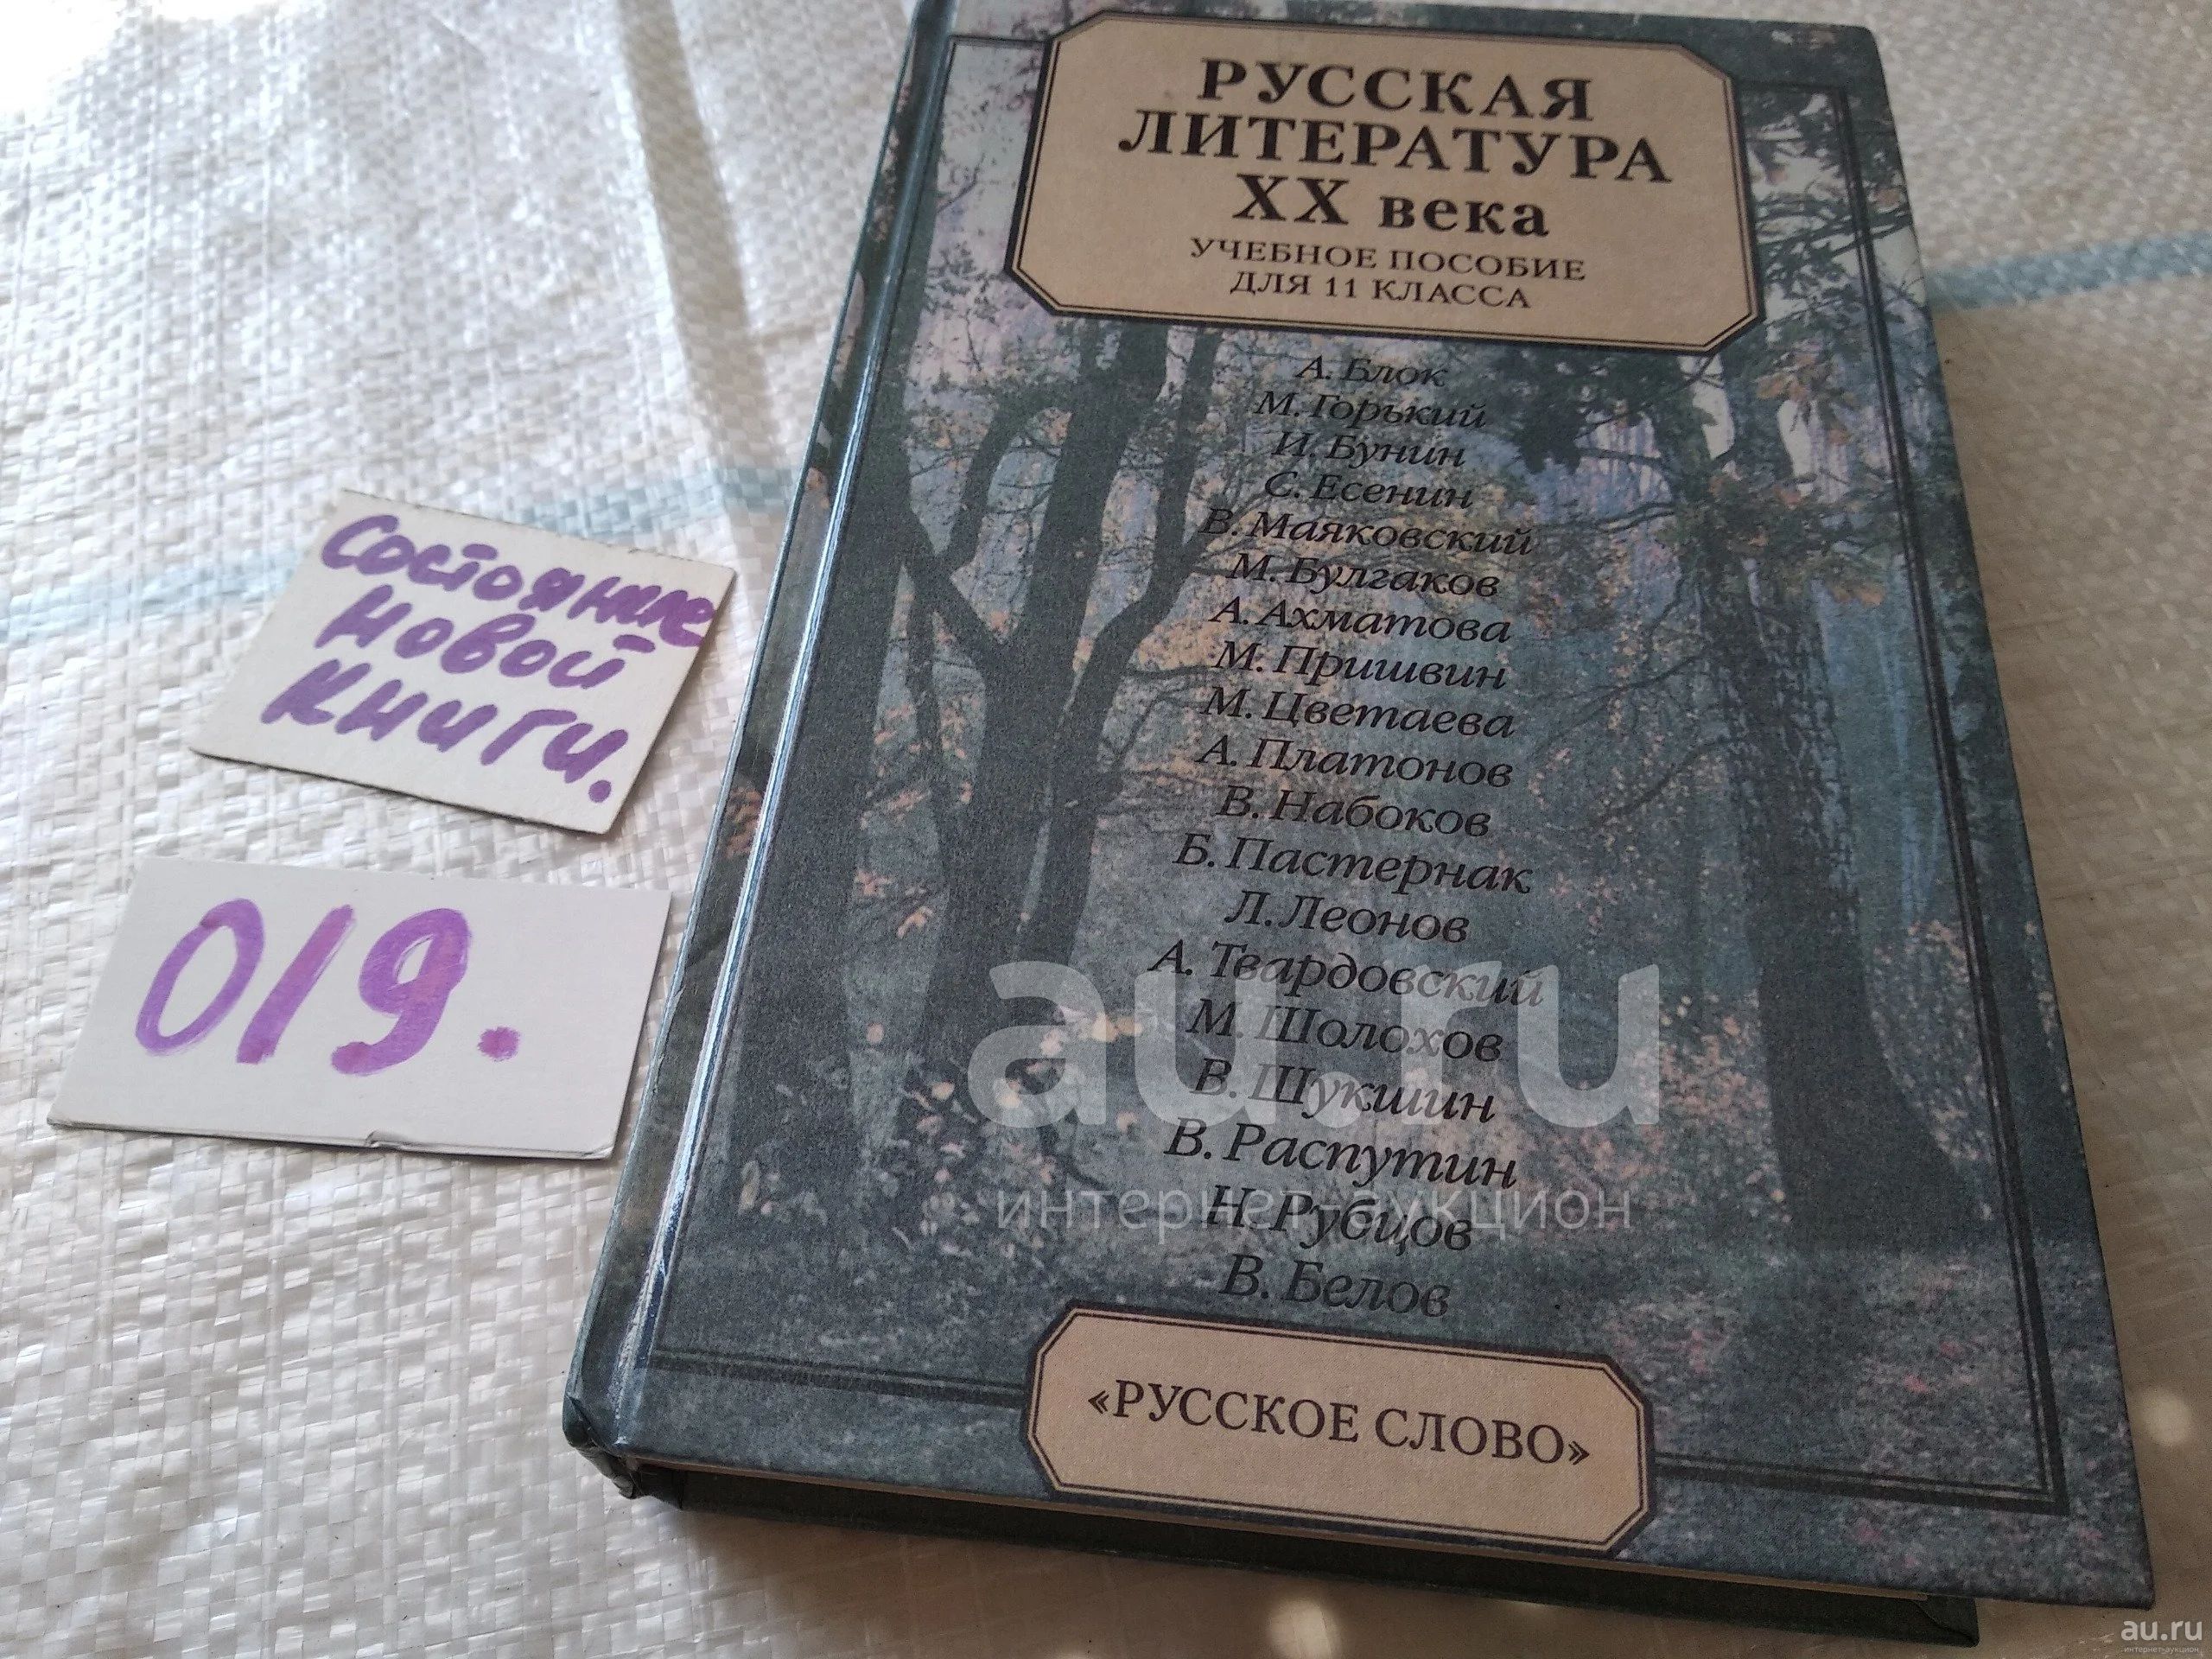 РУССКАЯ
ЛИТЕРАТУРА
XX века
УЧЕБНОЕ ПОСОБИЕ
ДЛЯ 11 КЛАССА
А. Блок
М. Горький
И. Бунин
С. Есенин
В. Маяковский
М. Булгаков
А. Ахматова
М. Пришвин
М. Цветаева
А. Платонов
В. Набоков
Б. Пастернак
Л. Леонов
А. Твардовский
М. Шолохов
В. Шукшин
В. Распутин
Н. Рубцов
В. Белов
«РУССКОЕ СЛОВО»
Состояние
новой
книги.
019.
au.ru
интернет-аукцион
au.ru
интернет-аукцион